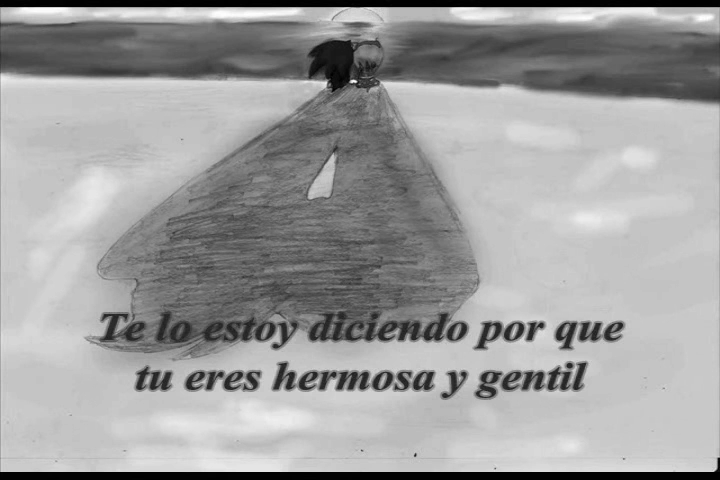 Te lo estoy diciendo por que
tu eres hermosa y gentil